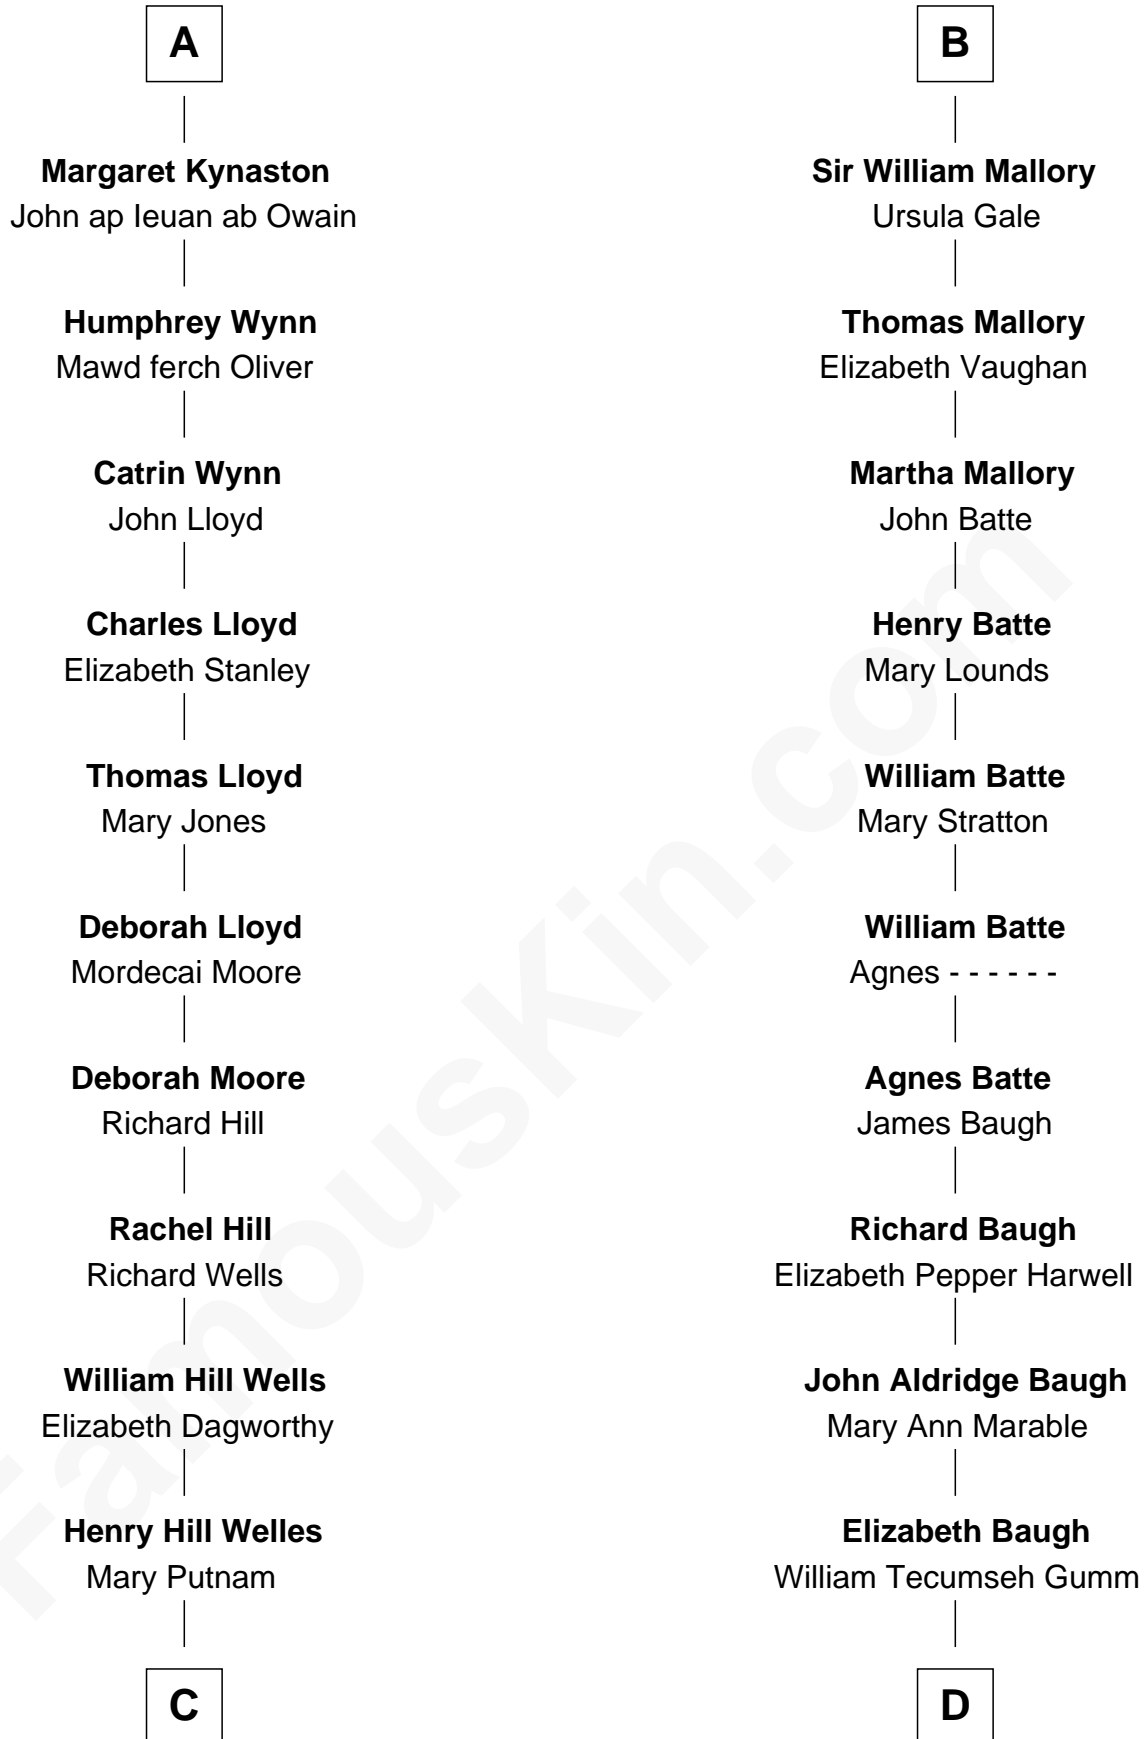 A
Margaret Kynaston
John ap Ieuan ab Owain
Humphrey Wynn
Mawd ferch Oliver
Catrin Wynn
John Lloyd
Charles Lloyd
Elizabeth Stanley
Thomas Lloyd
Mary Jones
Deborah Lloyd
Mordecai Moore
Deborah Moore
Richard Hill
Rachel Hill
Richard Wells
William Hill Wells
Elizabeth Dagworthy
Henry Hill Welles
Mary Putnam
C
B
Sir William Mallory
Ursula Gale
Thomas Mallory
Elizabeth Vaughan
Martha Mallory
John Batte
Henry Batte
Mary Lounds
William Batte
Mary Stratton
William Batte
Agnes - - - - - -
Agnes Batte
James Baugh
Richard Baugh
Elizabeth Pepper Harwell
John Aldridge Baugh
Mary Ann Marable
Elizabeth Baugh
William Tecumseh Gumm
D
FamousKin.com